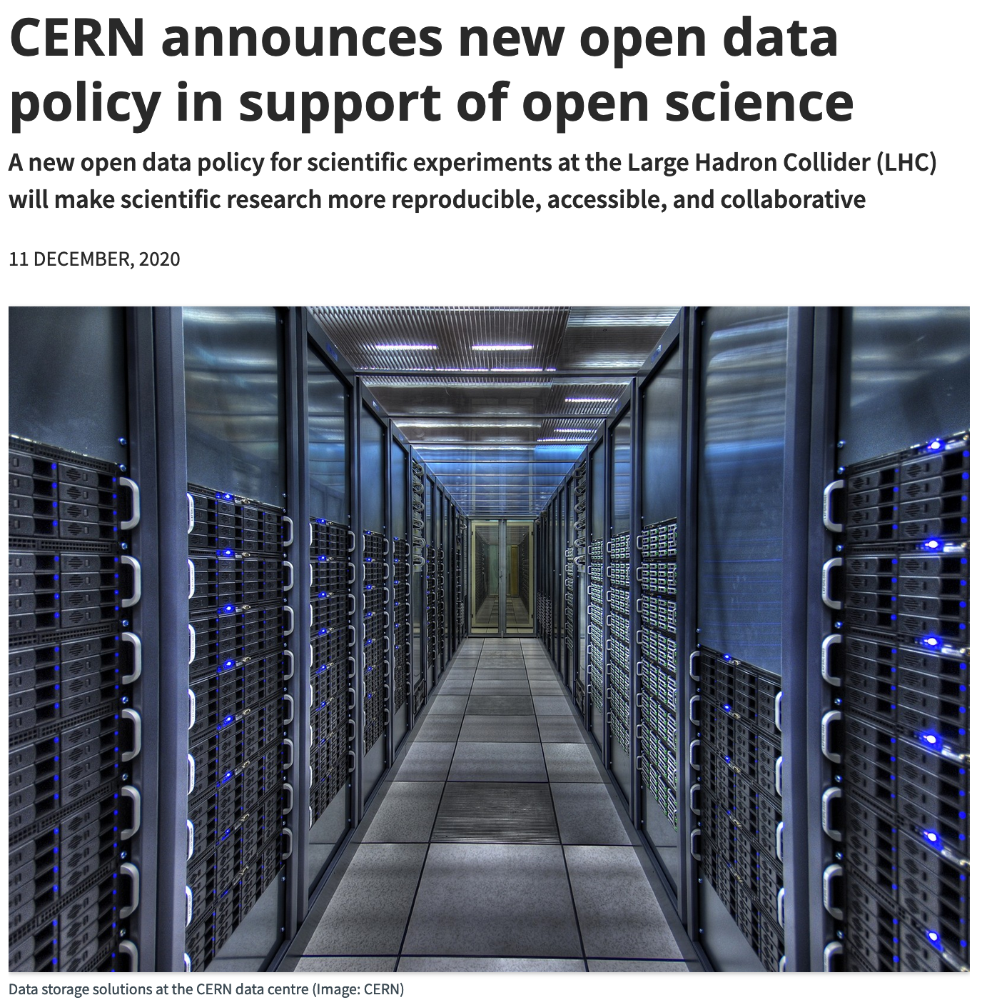 CERN announces new open data
policy in support of open science
A new open data policy for scientific experiments at the Large Hadron Collider (LHC)
will make scientific research more reproducible, accessible, and collaborative
11 DECEMBER, 2020
Data storage solutions at the CERN data centre (Image: CERN)